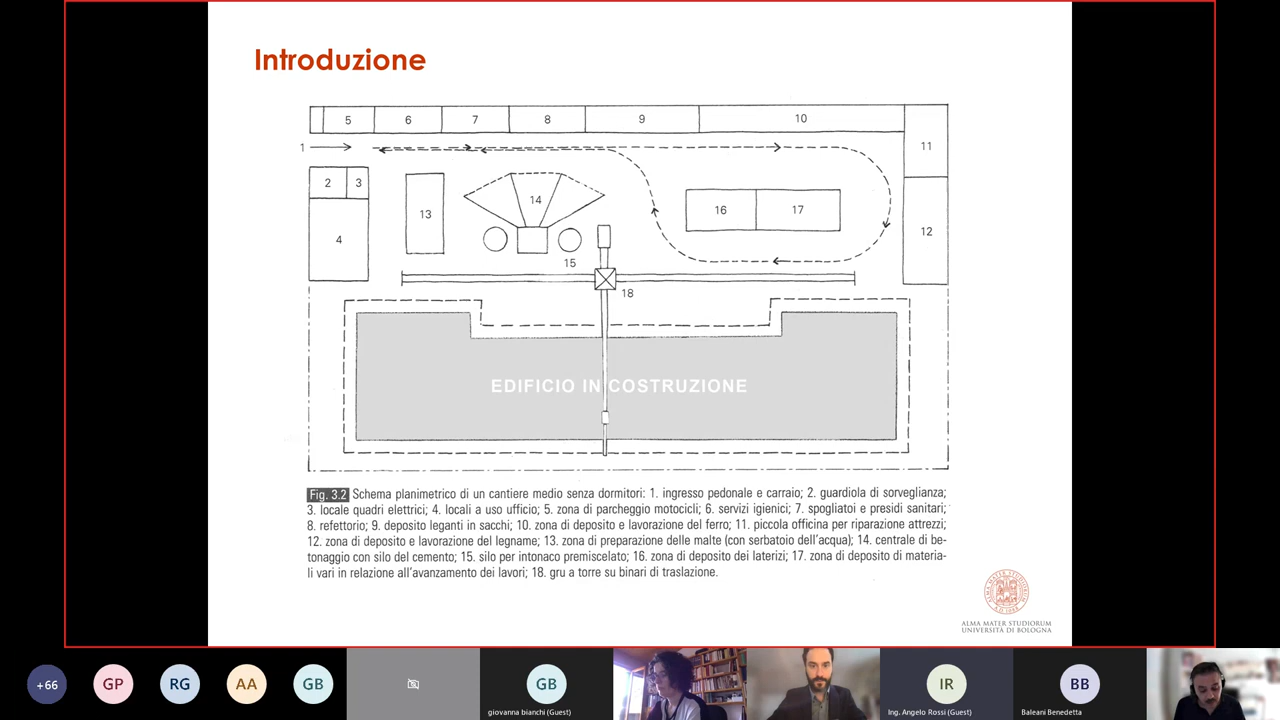 Introduzione
5 6 7 8 9 10
11
1
2 3
13
14
16 17
4
12
15
18
EDIFICIO IN COSTRUZIONE
Fig. 3.2 Schema planimetrico di un cantiere medio senza dormitori: 1. ingresso pedonale e carraio; 2. guardiola di sorveglianza;
3. locale quadri elettrici; 4. locali a uso ufficio; 5. zona di parcheggio motocicli; 6. servizi igienici; 7. spogliatoi e presidi sanitari;
8. refettorio; 9. deposito leganti in sacchi; 10. zona di deposito e lavorazione del ferro; 11. piccola officina per riparazione attrezzi;
12. zona di deposito e lavorazione del legname; 13. zona di preparazione delle malte (con serbatoio dell'acqua); 14. centrale di be-
tonaggio con silo del cemento; 15. silo per intonaco premiscelato; 16. zona di deposito dei laterizi; 17. zona di deposito di materia-
li vari in relazione all'avanzamento dei lavori; 18. gru a torre su binari di traslazione.
ALMA MATER STUDIORUM
UNIVERSITÀ DI BOLOGNA
+66 GP RG AA GB GB IR BB
giovanna bianchi (Guest)
Ing. Angelo Rossi (Guest)
Baleani Benedetta